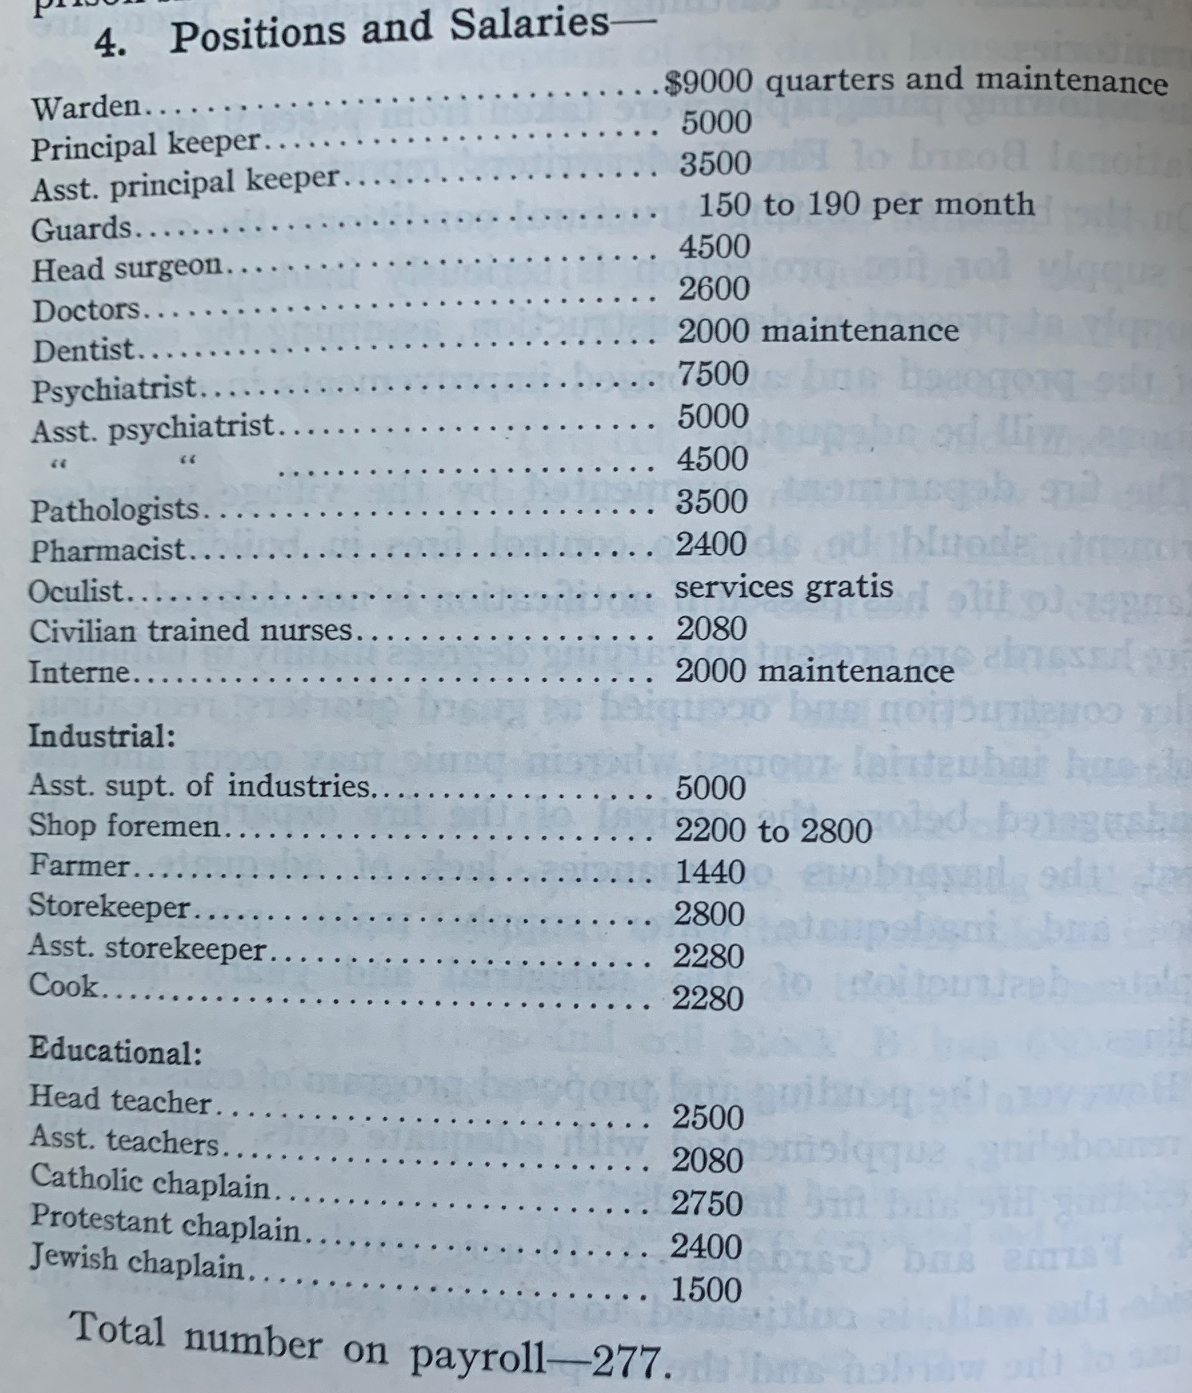 4. Positions and Salaries—
Warden.............................$9000 quarters and maintenance
Principal keeper...................... 5000
Asst. principal keeper.................. 3500
Guards.............................. 150 to 190 per month
Head surgeon........................ 4500
Doctors............................. 2600
Dentist.............................. 2000 maintenance
Psychiatrist.......................... 7500
Asst. psychiatrist..................... 5000
“ “ ..................... 4500
Pathologists.......................... 3500
Pharmacist........................... 2400
Oculist.............................. services gratis
Civilian trained nurses................. 2080
Interne.............................. 2000 maintenance
Industrial:
Asst. supt. of industries................ 5000
Shop foremen......................... 2200 to 2800
Farmer.............................. 1440
Storekeeper.......................... 2800
Asst. storekeeper...................... 2280
Cook................................ 2280
Educational:
Head teacher......................... 2500
Asst. teachers......................... 2080
Catholic chaplain...................... 2750
Protestant chaplain.................... 2400
Jewish chaplain....................... 1500
Total number on payroll—277.